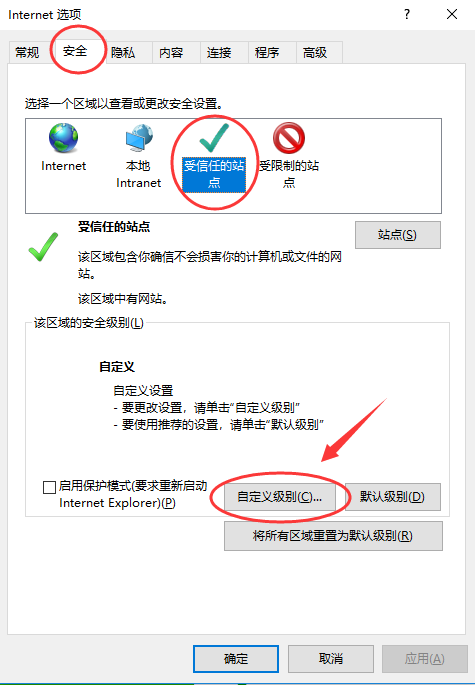 Internet 选项
?
常规 安全 隐私 内容 连接 程序 高级
选择一个区域以查看或更改安全设置。
Internet
本地
Intranet
受信任的站
点
受限制的站
点
受信任的站点
站点(S)
该区域包含你确信不会损害你的计算机或文件的网
站。
该区域中有网站。
该区域的安全级别(L)
自定义
自定义设置
- 要更改设置，请单击“自定义级别”
- 要使用推荐的设置，请单击“默认级别”
启用保护模式(要求重新启动
Internet Explorer)(P)
自定义级别(C)...
默认级别(D)
将所有区域重置为默认级别(R)
确定 取消 应用(A)